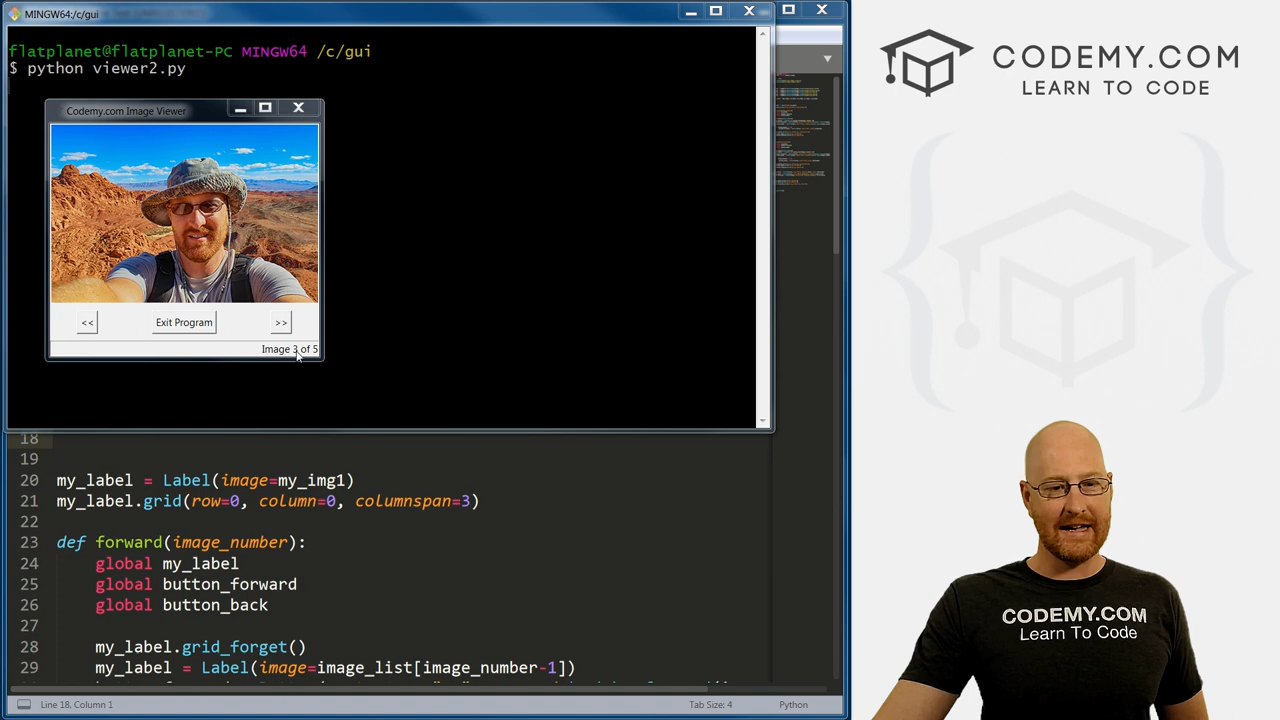 MINGW64:/c/gui
flatplanet@flatplanet-PC MINGW64 /c/gui
$ python viewer2.py
Codemy.com Image Viewer
<<
Exit Program
>>
Image 3 of 5
18
19
20 my_label = Label(image=my_img1)
21 my_label.grid(row=0, column=0, columnspan=3)
22
23 def forward(image_number):
24 global my_label
25 global button_forward
26 global button_back
27
28 my_label.grid_forget()
29 my_label = Label(image=image_list[image_number-1])
Line 18, Column 1
Tab Size: 4
Python
CODEMY.COM
LEARN TO CODE
CODEMY.COM
Learn To Code